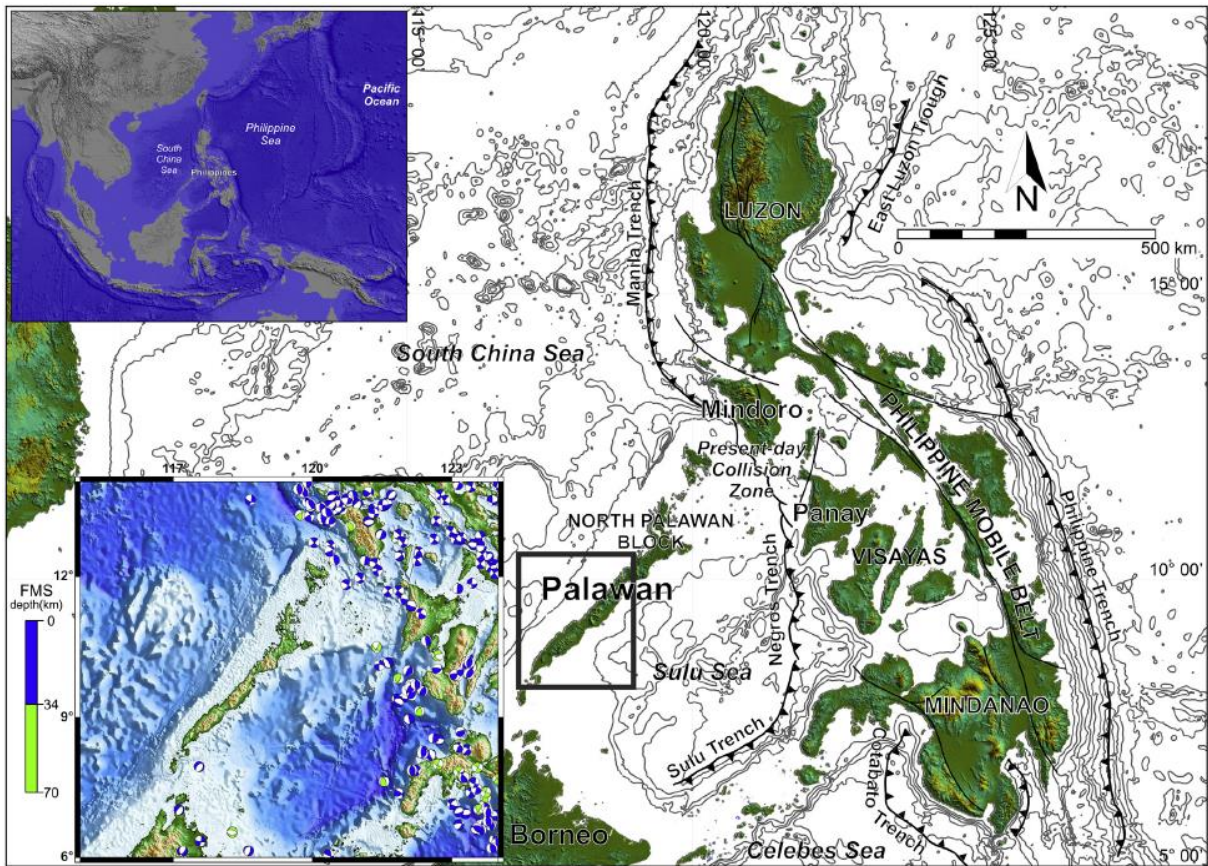 115° 00'
120° 00'
125° 00'
Pacific
Ocean
Philippine
Sea
South
China
Sea
Philippines
East Luzon Trough
N
LUZON
Manila Trench
0
500 km.
15° 00'
South China Sea
Mindoro
Present-day
Collision
Zone
PHILIPPINE MOBILE BELT
Philippine Trench
117°
120°
123°
Panay
NORTH PALAWAN
BLOCK
VISAYAS
Palawan
Negros Trench
10° 00'
12°
FMS
depth(km)
0
34
70
9°
6°
Sulu Sea
MINDANAO
Sulu Trench
Cotabato
Trench
Borneo
Celebes Sea
5° 00'